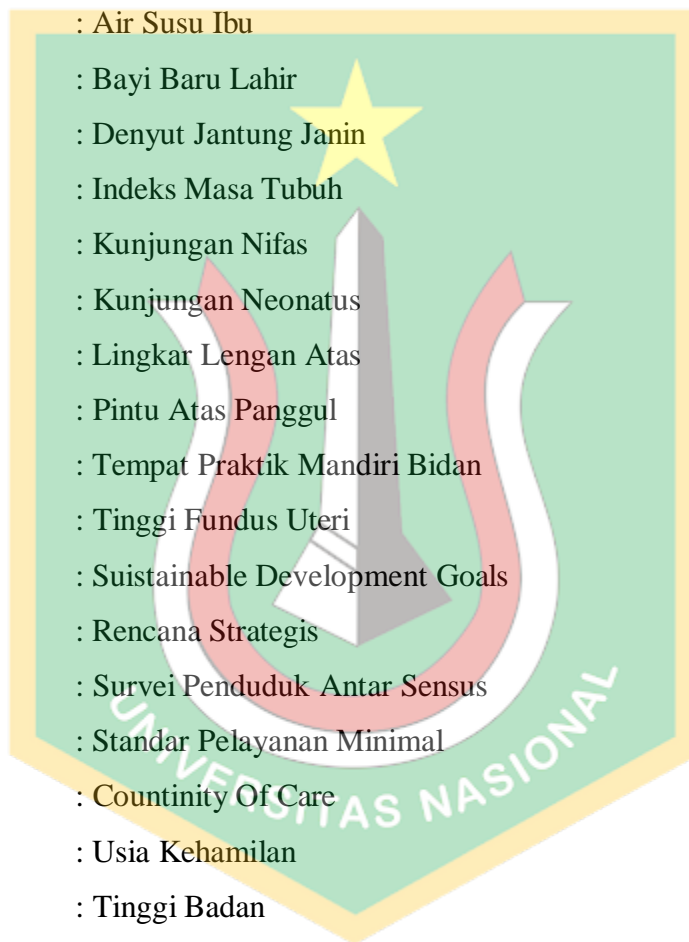 : Air Susu Ibu
: Bayi Baru Lahir
: Denyut Jantung Janin
: Indeks Masa Tubuh
: Kunjungan Nifas
: Kunjungan Neonatus
: Lingkar Lengan Atas
: Pintu Atas Panggul
: Tempat Praktik Mandiri Bidan
: Tinggi Fundus Uteri
: Suistainable Development Goals
: Rencana Strategis
: Survei Penduduk Antar Sensus
: Standar Pelayanan Minimal
: Countinity Of Care
: Usia Kehamilan
: Tinggi Badan
UNIVERSITAS NASIONAL